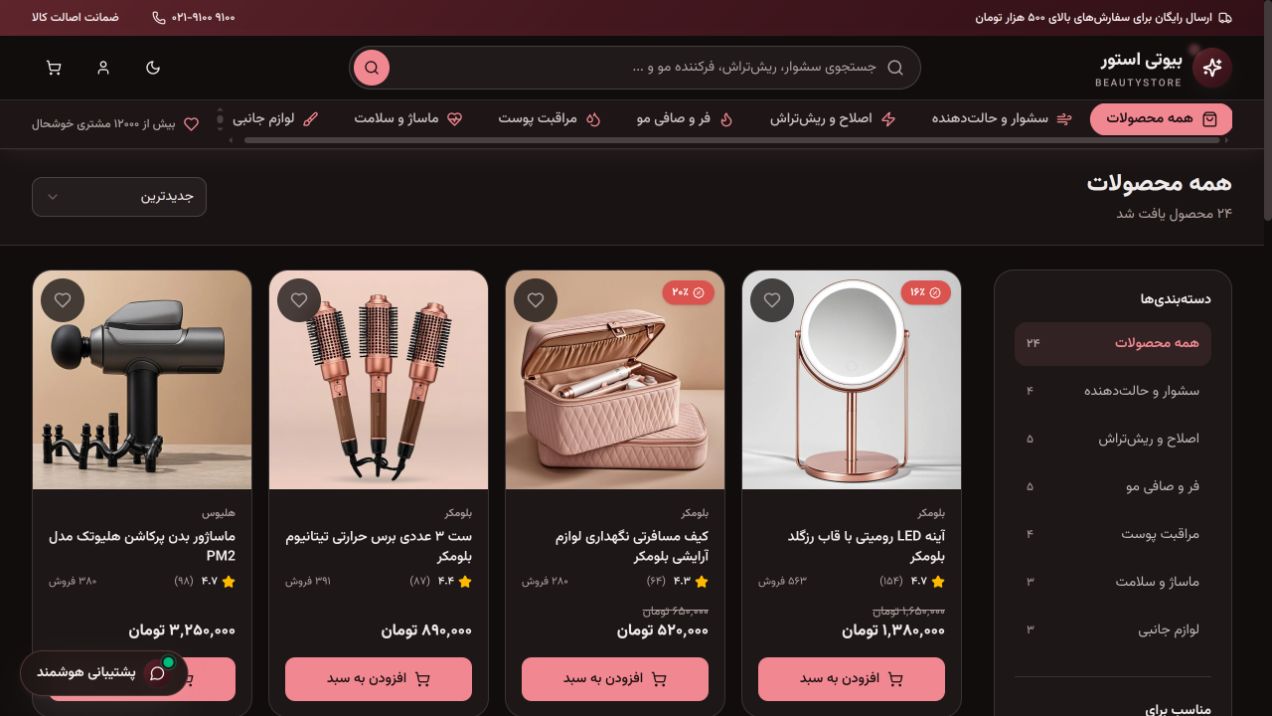 ارسال رایگان برای سفارش‌های بالای ۵۰۰ هزار تومان
۰۲۱-۹۱۰۰ ۹۱۰۰
ضمانت اصالت کالا
بیوتی استور
BEAUTYSTORE
جستجوی سشوار، ریش‌تراش، فرکننده مو و ...
همه محصولات
سشوار و حالت‌دهنده
اصلاح و ریش‌تراش
فر و صافی مو
مراقبت پوست
ماساژ و سلامت
لوازم جانبی
بیش از ۱۲۰۰۰ مشتری خوشحال
همه محصولات
۲۴ محصول یافت شد
جدیدترین
دسته‌بندی‌ها
همه محصولات ۲۴
سشوار و حالت‌دهنده ۴
اصلاح و ریش‌تراش ۵
فر و صافی مو ۵
مراقبت پوست ۴
ماساژ و سلامت ۳
لوازم جانبی ۳
مناسب برای
۱۶٪
بلومکر
آینه LED رومیزی با قاب رزگلد
بلومکر
۴.۷ (۱۵۴) ۵۶۳ فروش
۱,۶۵۰,۰۰۰ تومان
۱,۳۸۰,۰۰۰ تومان
افزودن به سبد
۲۰٪
بلومکر
کیف مسافرتی نگهداری لوازم
آرایشی بلومکر
۴.۳ (۶۴) ۲۸۰ فروش
۶۵۰,۰۰۰ تومان
۵۲۰,۰۰۰ تومان
افزودن به سبد
بلومکر
ست ۳ عددی برس حرارتی تیتانیوم
بلومکر
۴.۴ (۸۷) ۳۹۱ فروش
۸۹۰,۰۰۰ تومان
افزودن به سبد
هلیوس
ماساژور بدن پرکاشن هلیوتک مدل
PM2
۴.۷ (۹۸) ۳۸۰ فروش
۳,۲۵۰,۰۰۰ تومان
پشتیبانی هوشمند